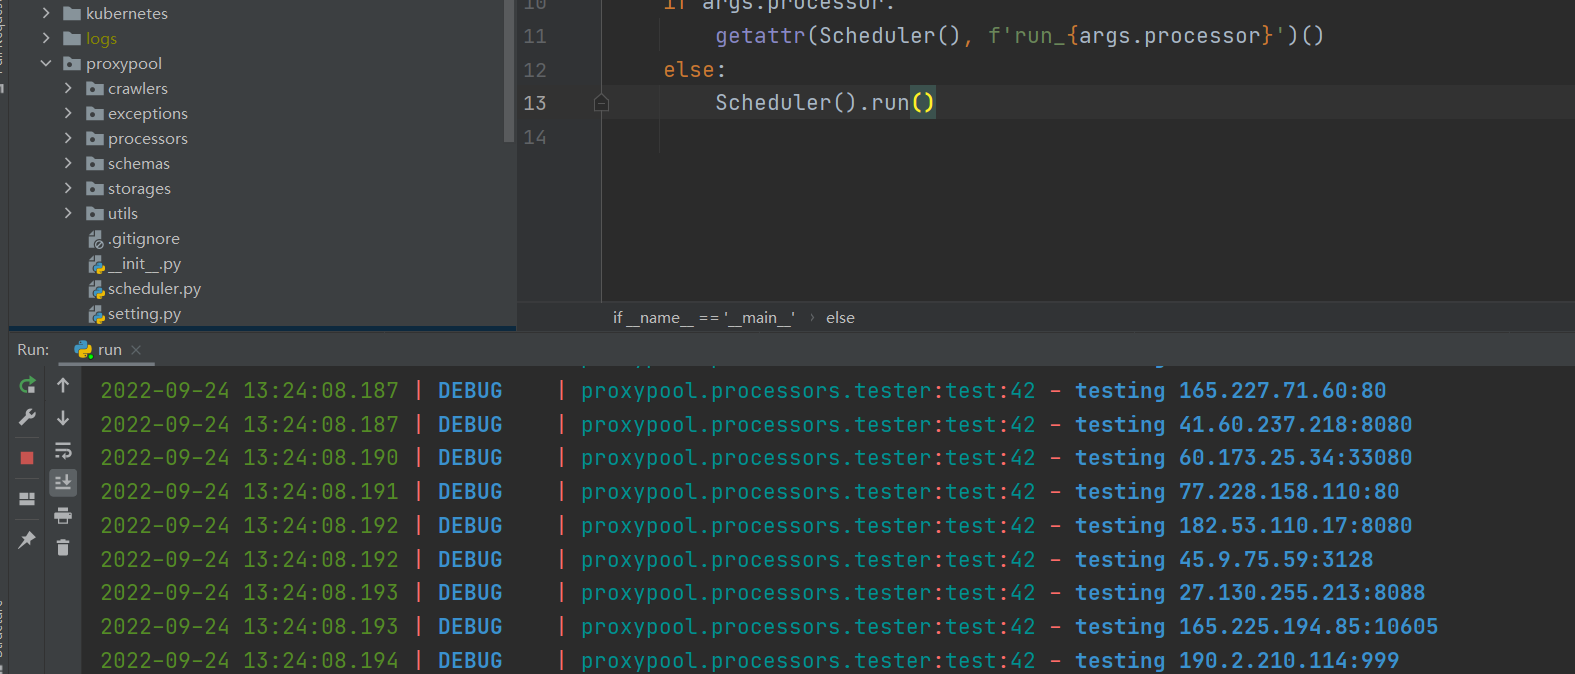 kubernetes
logs
proxypool
crawlers
exceptions
processors
schemas
storages
utils
.gitignore
__init__.py
scheduler.py
setting.py
10 if args.processor:
11 getattr(Scheduler(), f'run_{args.processor}')()
12 else:
13 Scheduler().run()
14
if __name__ == '__main__' › else
Run: run
2022-09-24 13:24:08.187 | DEBUG | proxypool.processors.tester:test:42 - testing 165.227.71.60:80
2022-09-24 13:24:08.187 | DEBUG | proxypool.processors.tester:test:42 - testing 41.60.237.218:8080
2022-09-24 13:24:08.190 | DEBUG | proxypool.processors.tester:test:42 - testing 60.173.25.34:33080
2022-09-24 13:24:08.191 | DEBUG | proxypool.processors.tester:test:42 - testing 77.228.158.110:80
2022-09-24 13:24:08.192 | DEBUG | proxypool.processors.tester:test:42 - testing 182.53.110.17:8080
2022-09-24 13:24:08.192 | DEBUG | proxypool.processors.tester:test:42 - testing 45.9.75.59:3128
2022-09-24 13:24:08.193 | DEBUG | proxypool.processors.tester:test:42 - testing 27.130.255.213:8088
2022-09-24 13:24:08.193 | DEBUG | proxypool.processors.tester:test:42 - testing 165.225.194.85:10605
2022-09-24 13:24:08.194 | DEBUG | proxypool.processors.tester:test:42 - testing 190.2.210.114:999